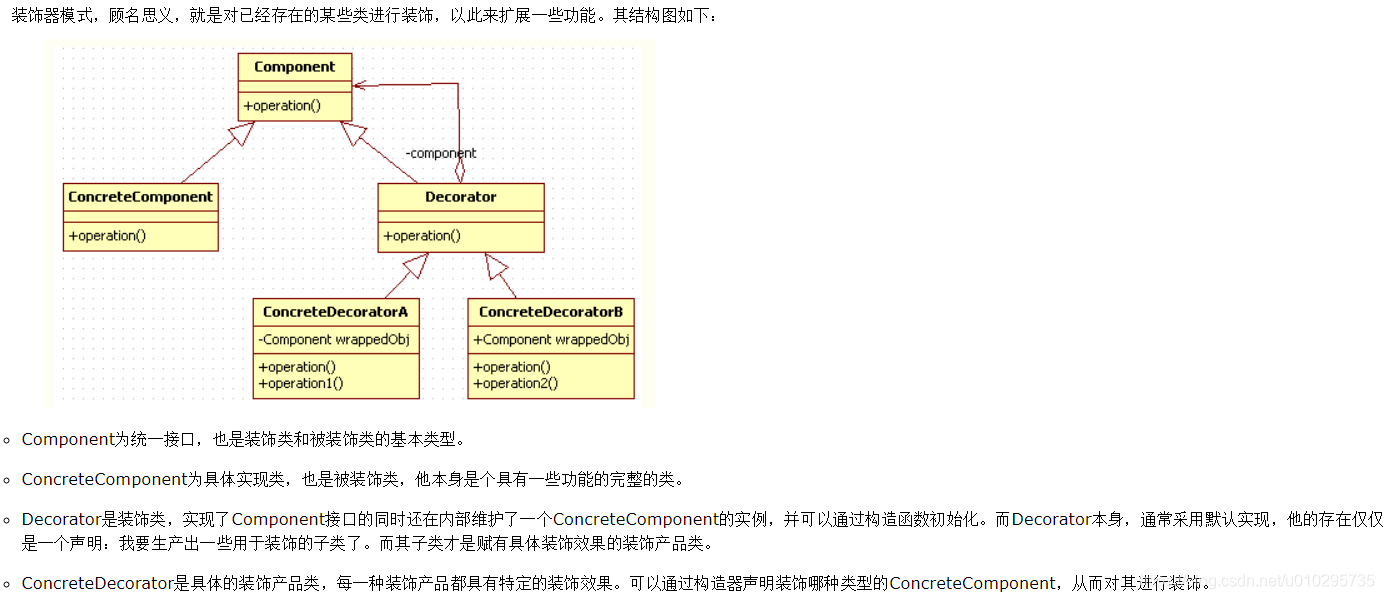 装饰器模式，顾名思义，就是对已经存在的某些类进行装饰，以此来扩展一些功能。其结构图如下：
Component
+operation()
-component
ConcreteComponent
+operation()
Decorator
+operation()
ConcreteDecoratorA
-Component wrappedObj
+operation()
+operation1()
ConcreteDecoratorB
+Component wrappedObj
+operation()
+operation2()
Component为统一接口，也是装饰类和被装饰类的基本类型。
ConcreteComponent为具体实现类，也是被装饰类，他本身是个具有一些功能的完整的类。
Decorator是装饰类，实现了Component接口的同时还在内部维护了一个ConcreteComponent的实例，并可以通过构造函数初始化。而Decorator本身，通常采用默认实现，他的存在仅仅
是一个声明：我要生产出一些用于装饰的子类了。而其子类才是赋有具体装饰效果的装饰产品类。
ConcreteDecorator是具体的装饰产品类，每一种装饰产品都具有特定的装饰效果。可以通过构造器声明装饰哪种类型的ConcreteComponent，从而对其进行装饰。
csdn.net/u010295735